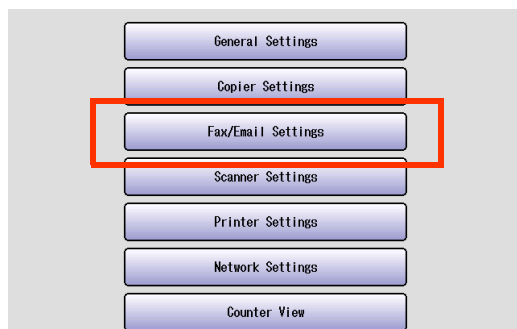 General Settings
Copier Settings
Fax/Email Settings
Scanner Settings
Printer Settings
Network Settings
Counter View